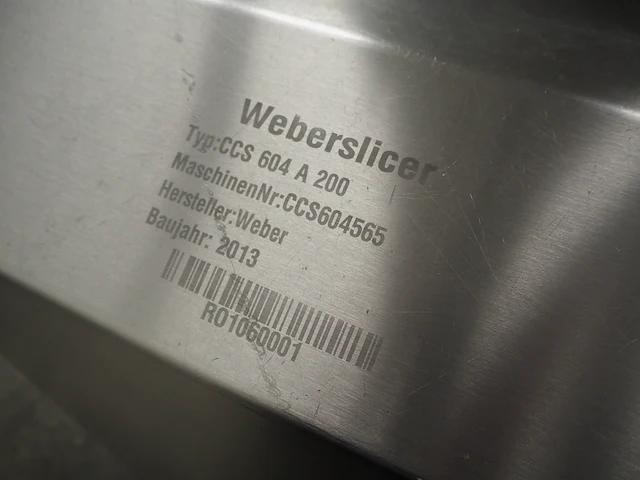 Weberslicer
Typ:CCS 604 A 200
MaschinenNr:CCS604565
Hersteller:Weber
Baujahr: 2013
RO1060001